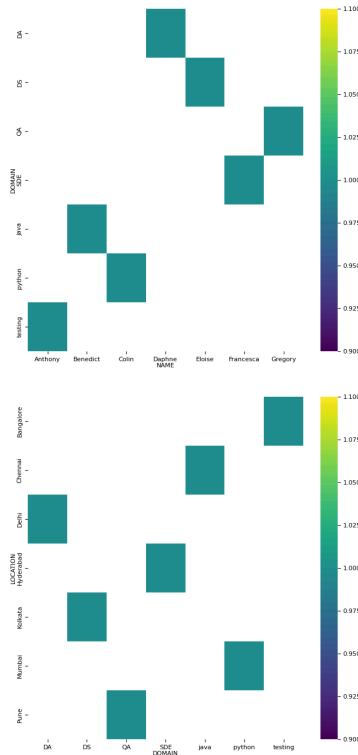 DA
DS
QA
SDE
java
python
testing
DOMAIN
Anthony Benedict Colin Daphne Eloise Francesca Gregory
NAME
1.100
1.075
1.050
1.025
1.000
0.975
0.950
0.925
0.900
Bangalore
Chennai
Delhi
Hyderabad
Kolkata
Mumbai
Pune
LOCATION
DA DS QA SDE java python testing
DOMAIN
1.100
1.075
1.050
1.025
1.000
0.975
0.950
0.925
0.900